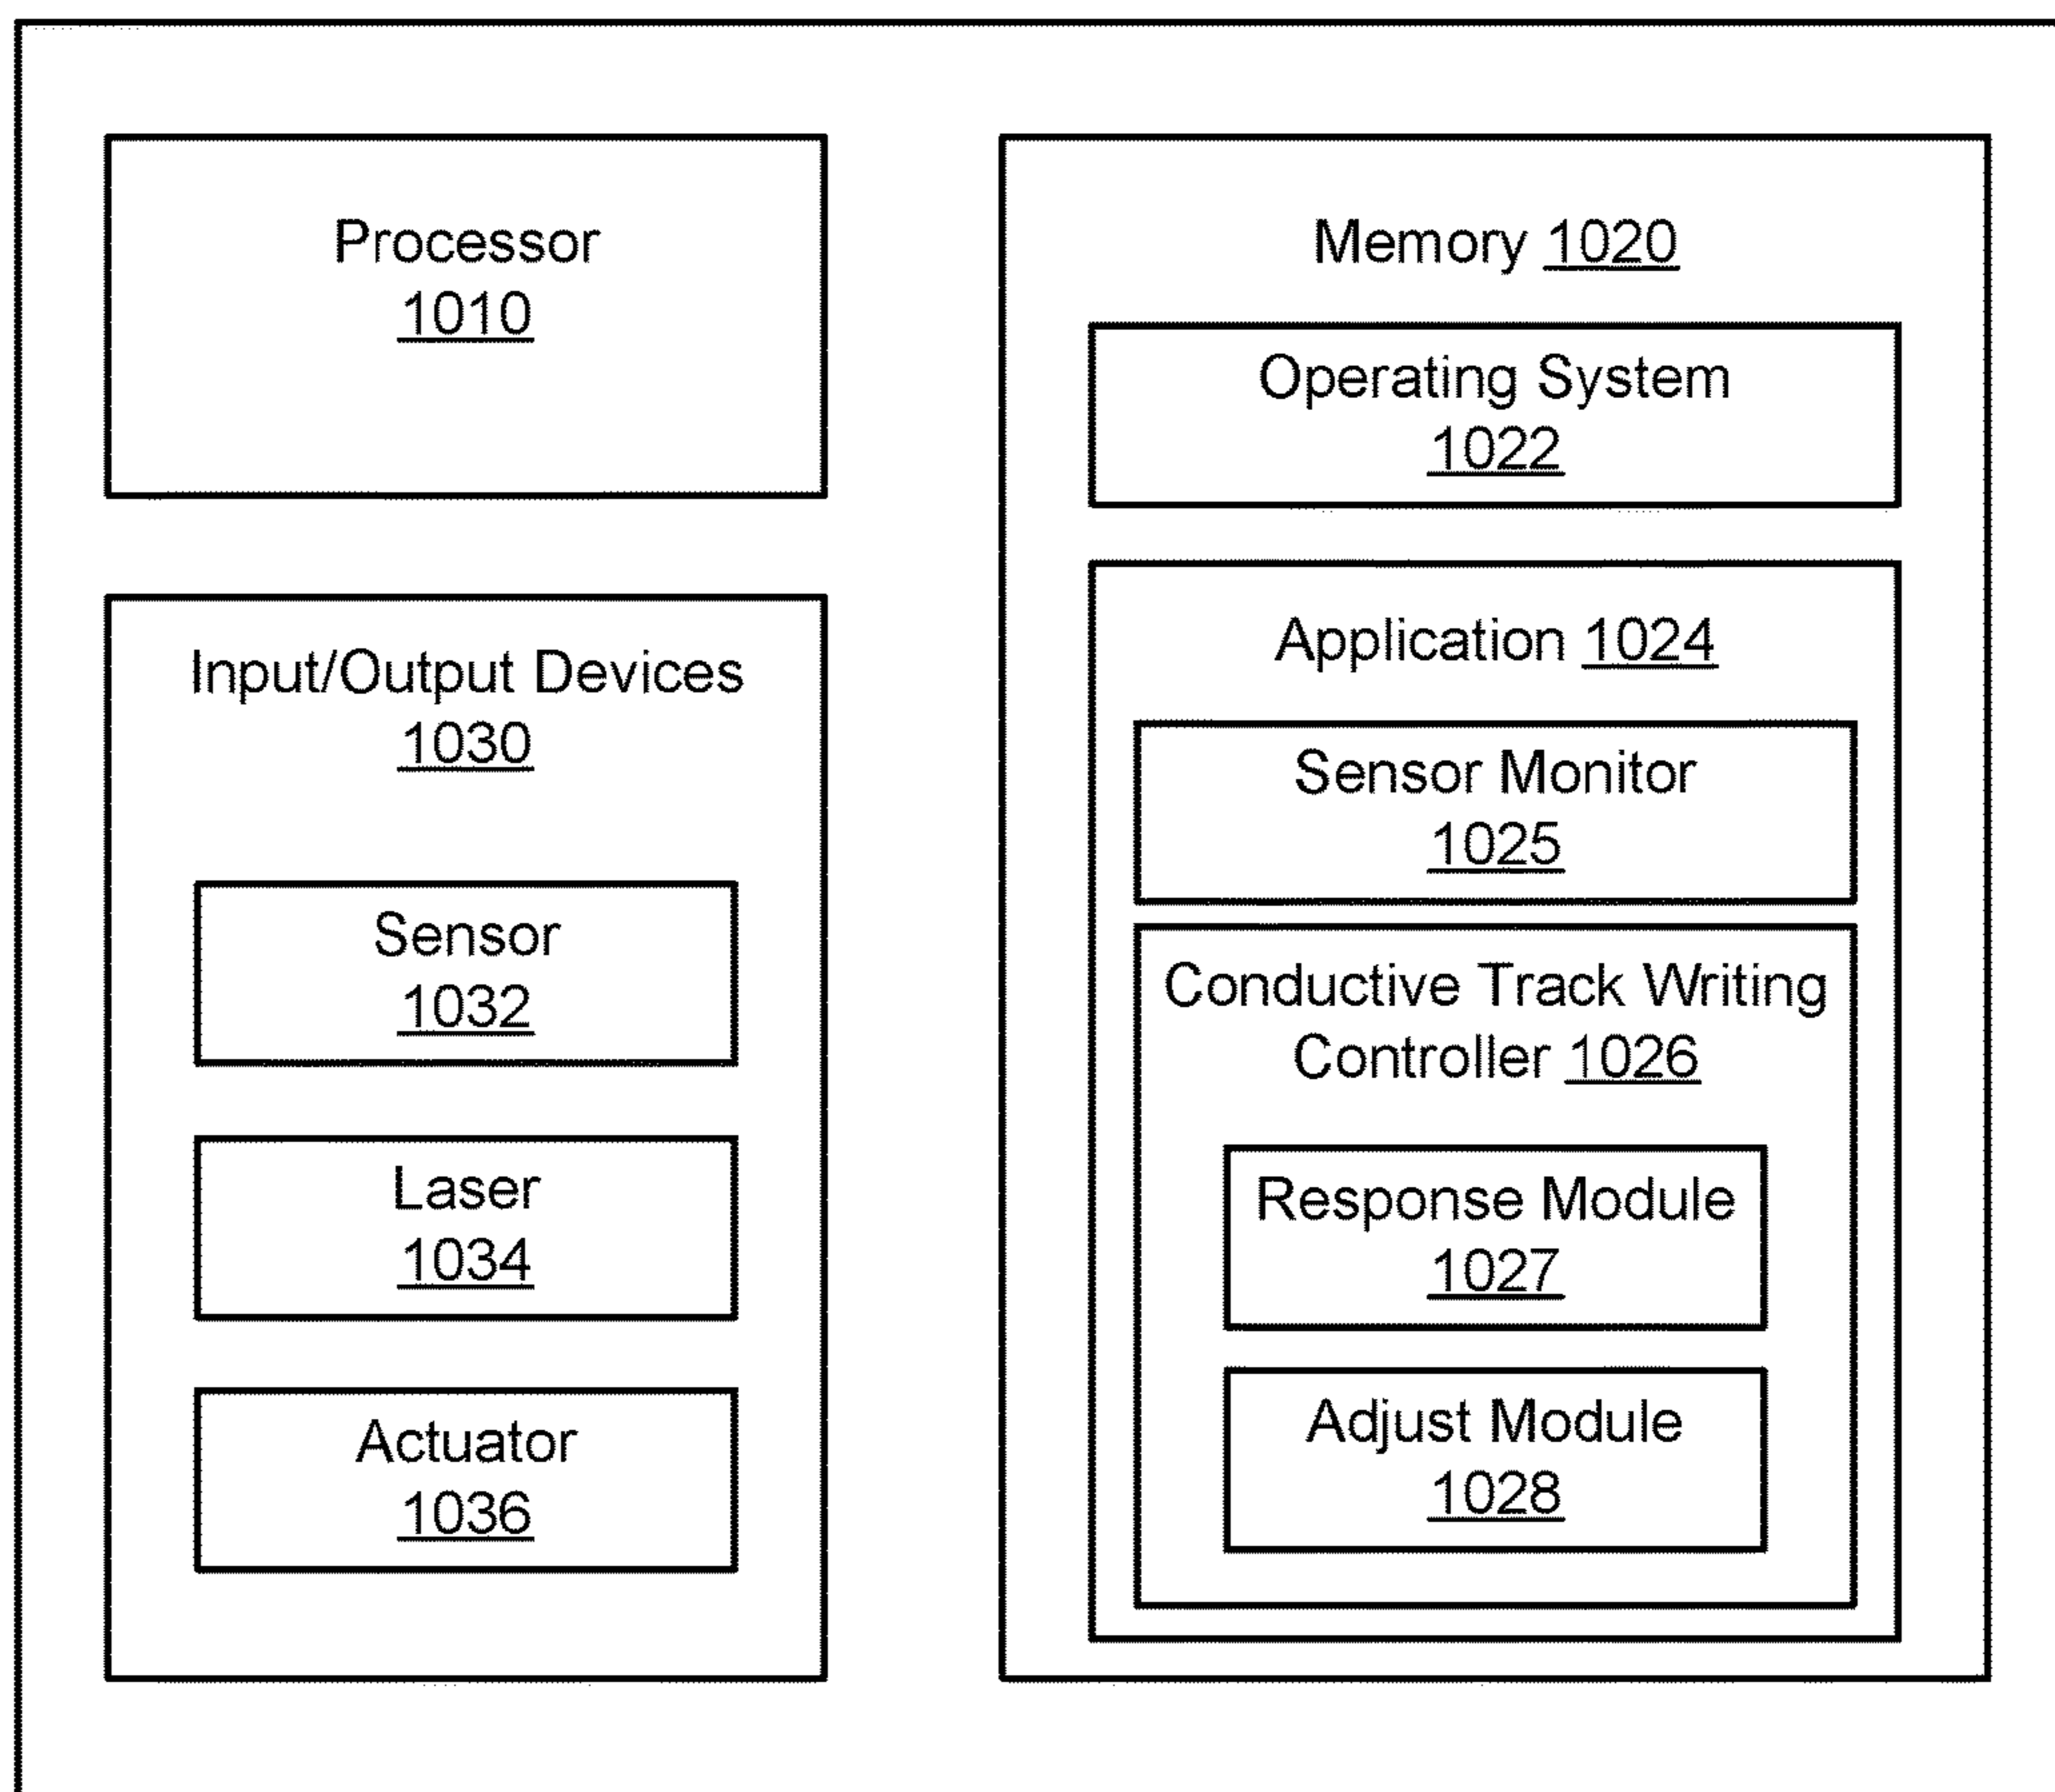 Processor
1010
Input/Output Devices
1030
Sensor
1032
Laser
1034
Actuator
1036
Memory 1020
Operating System
1022
Application 1024
Sensor Monitor
1025
Conductive Track Writing
Controller 1026
Response Module
1027
Adjust Module
1028